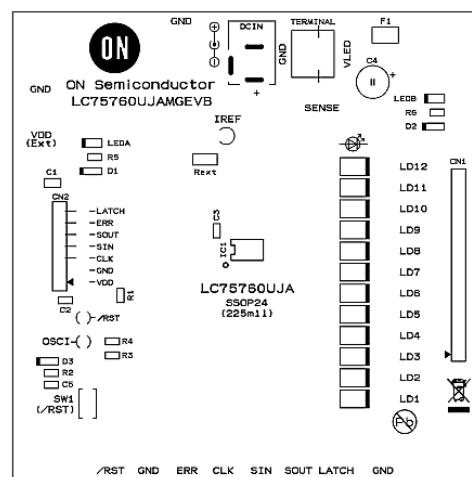 GND
DCIN
TERMINAL
F1
GND
VLED
ON
C4
ON Semiconductor
LC75760UJAMGEVB
GND
+
+
SENSE
LEDB
R6
D2
IREF
VDD
(Ext)
LEDA
R5
D1
Rext
CN1
C1
CN2
LD12
LD11
LD10
LD9
LD8
LD7
LD6
LD5
LD4
LD3
LD2
LD1
-LATCH
-ERR
-SOUT
-SIN
-CLK
-GND
-VDD
C3
IC1
R1
C2
-/RST
LC75760UJA
SSOP24
(225mil)
OSCI-
R4
R3
D3
R2
C5
SW1
(/RST)
Pb
/RST GND ERR CLK SIN SOUT LATCH GND